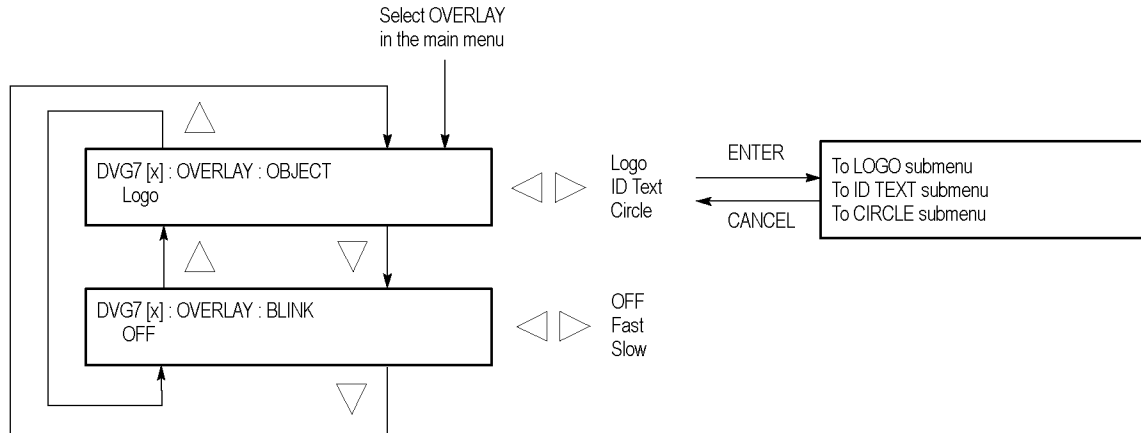 Select OVERLAY
in the main menu
DVG7 [x] : OVERLAY : OBJECT
Logo
Logo
ID Text
Circle
ENTER
CANCEL
To LOGO submenu
To ID TEXT submenu
To CIRCLE submenu
DVG7 [x] : OVERLAY : BLINK
OFF
OFF
Fast
Slow